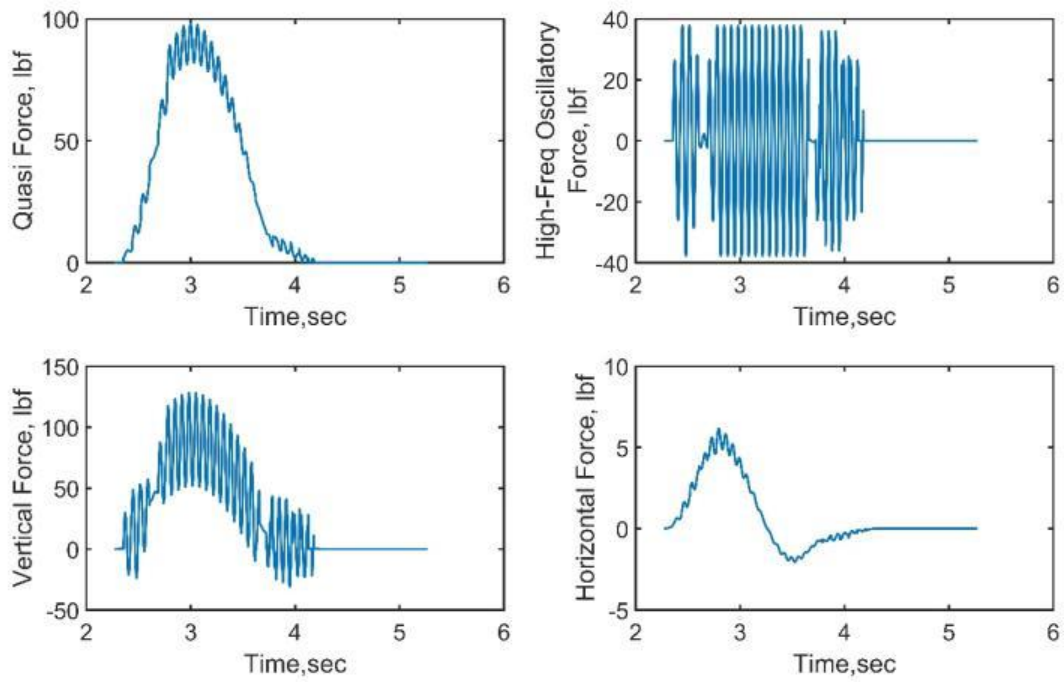 Quasi Force, lbf
100
50
0
2 3 4 5 6
Time,sec
High-Freq Oscillatory
Force, lbf
40
20
0
-20
-40
2 3 4 5 6
Time,sec
Vertical Force, lbf
150
100
50
0
-50
2 3 4 5 6
Time,sec
Horizontal Force, lbf
10
5
0
-5
2 3 4 5 6
Time,sec